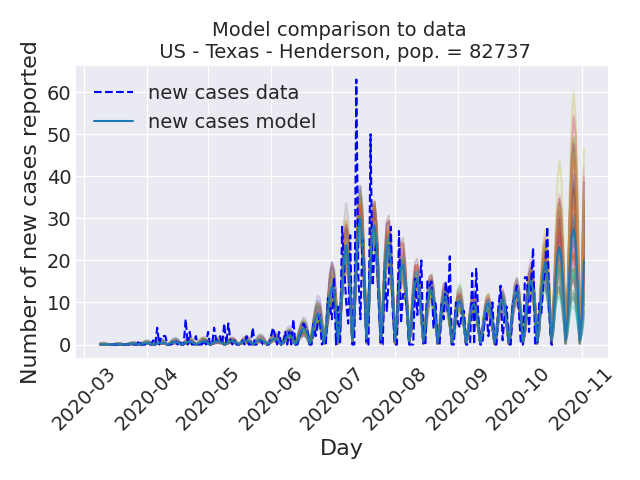 Model comparison to data
US - Texas - Henderson, pop. = 82737
Number of new cases reported
60
50
40
30
20
10
0
new cases data
new cases model
2020-03
2020-04
2020-05
2020-06
2020-07
2020-08
2020-09
2020-10
2020-11
Day